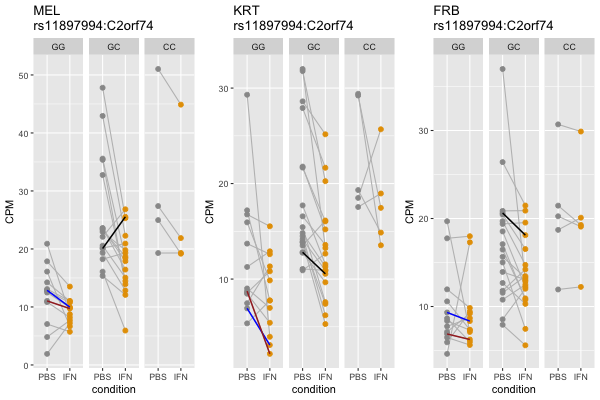 MEL
rs11897994:C2orf74
GG GC CC
CPM
50
40
30
20
10
0
PBS IFN PBS IFN PBS IFN
condition
KRT
rs11897994:C2orf74
GG GC CC
CPM
30
20
10
PBS IFN PBS IFN PBS IFN
condition
FRB
rs11897994:C2orf74
GG GC CC
CPM
30
20
10
PBS IFN PBS IFN PBS IFN
condition